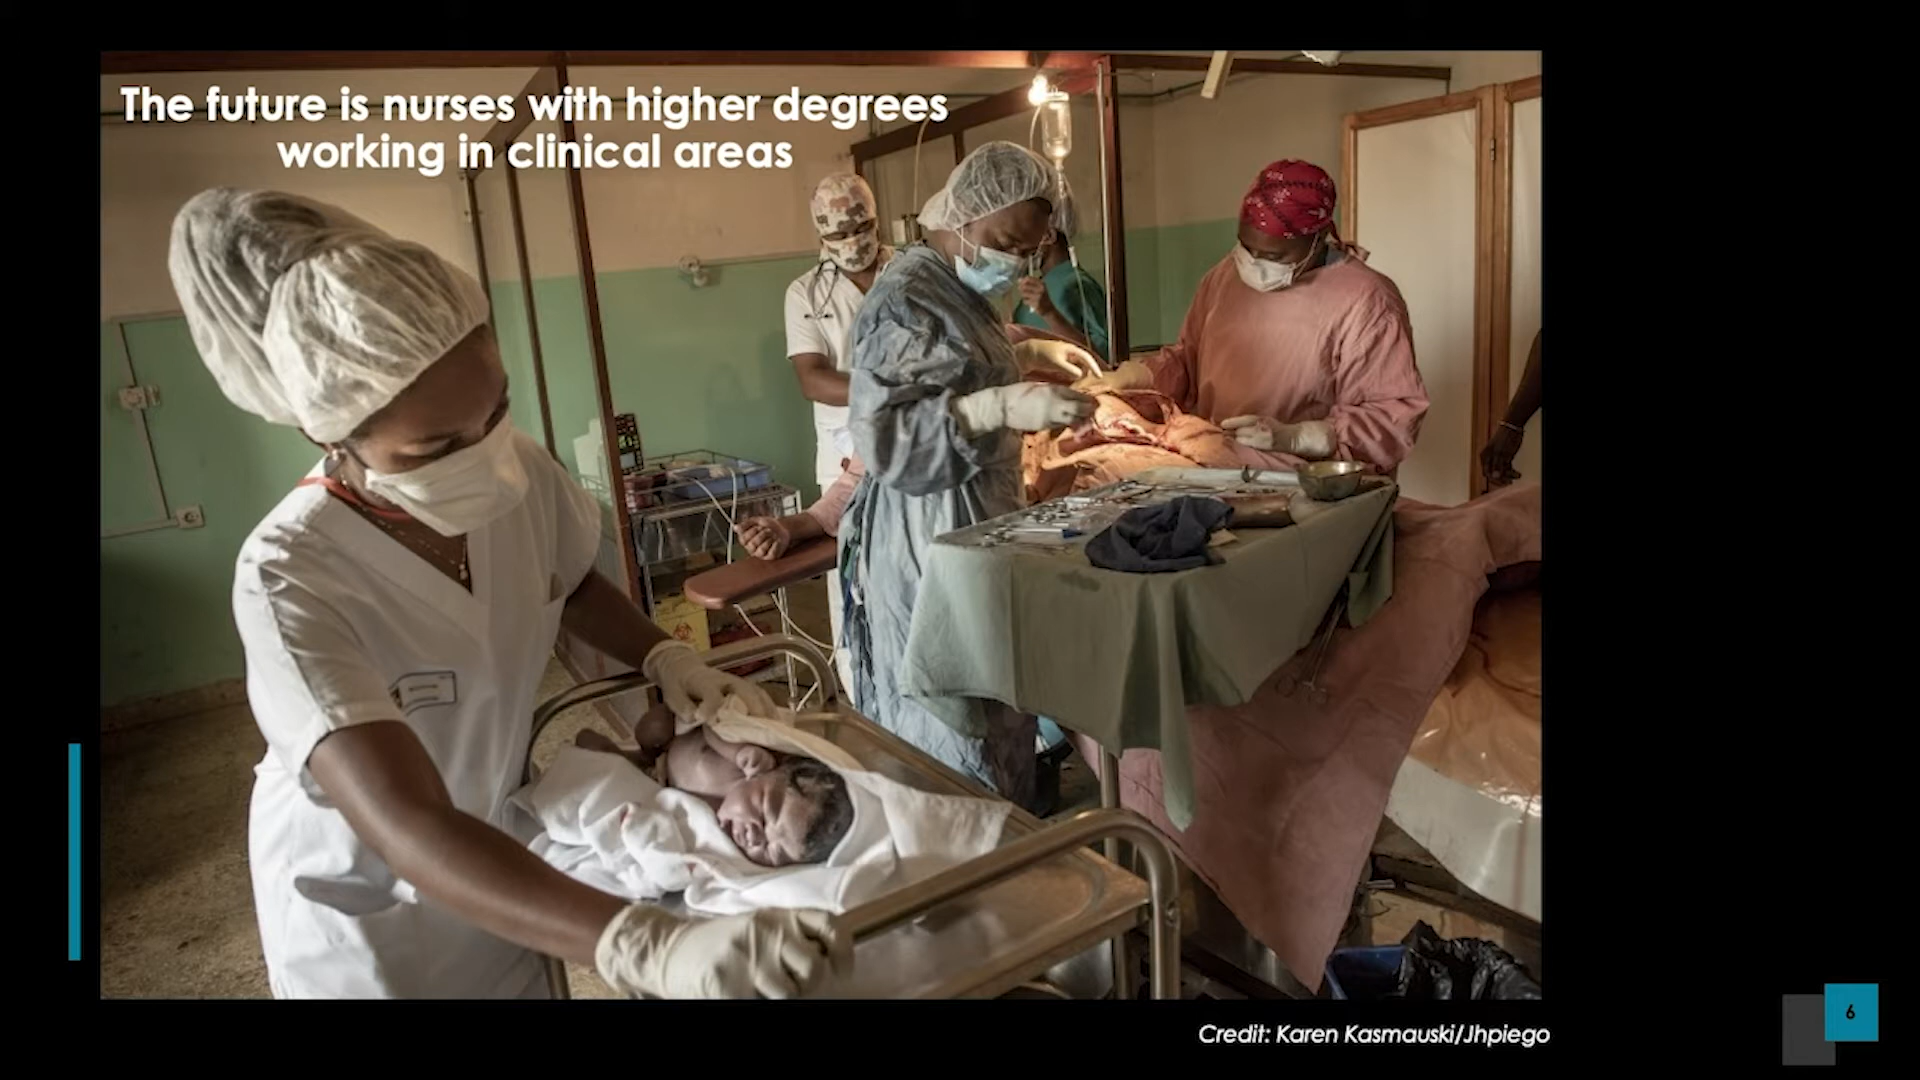 The future is nurses with higher degrees
working in clinical areas
Credit: Karen Kasmauski/Jhpiego
6